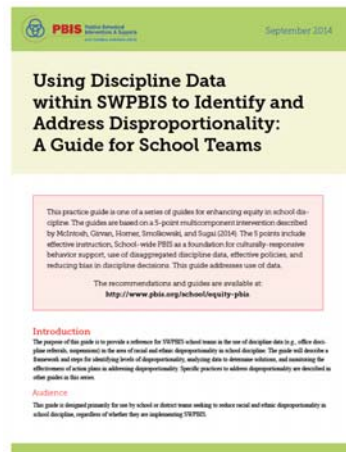 PBIS Positive Behavioral
Interventions & Supports
September 2014
Using Discipline Data
within SWPBIS to Identify and
Address Disproportionality:
A Guide for School Teams
This practice guide is one of a series of guides for enhancing equity in school dis-
cipline. The guides are based on a 5-point multicomponent intervention described
by McIntosh, Girvan, Horner, Smolkowski, and Sugai (2014). The 5 points include
effective instruction, School-wide PBIS as a foundation for culturally-responsive
behavior support, use of disaggregated discipline data, effective policies, and
reducing bias in discipline decisions. This guide addresses use of data.
The recommendations and guides are available at:
http://www.pbis.org/school/equity-pbis
Introduction
The purpose of this guide is to provide a reference for SWPBIS school teams in the use of discipline data (e.g., office disci-
pline referrals, suspensions) in the area of racial and ethnic disproportionality in school discipline. The guide will describe a
framework and steps for identifying levels of disproportionality, analyzing data to determine solutions, and monitoring the
effectiveness of action plans in addressing disproportionality. Specific practices to address disproportionality are described in
other guides in this series.
Audience
This guide is designed primarily for use by school or district teams seeking to reduce racial and ethnic disproportionality in
school discipline, regardless of whether they are implementing SWPBIS.